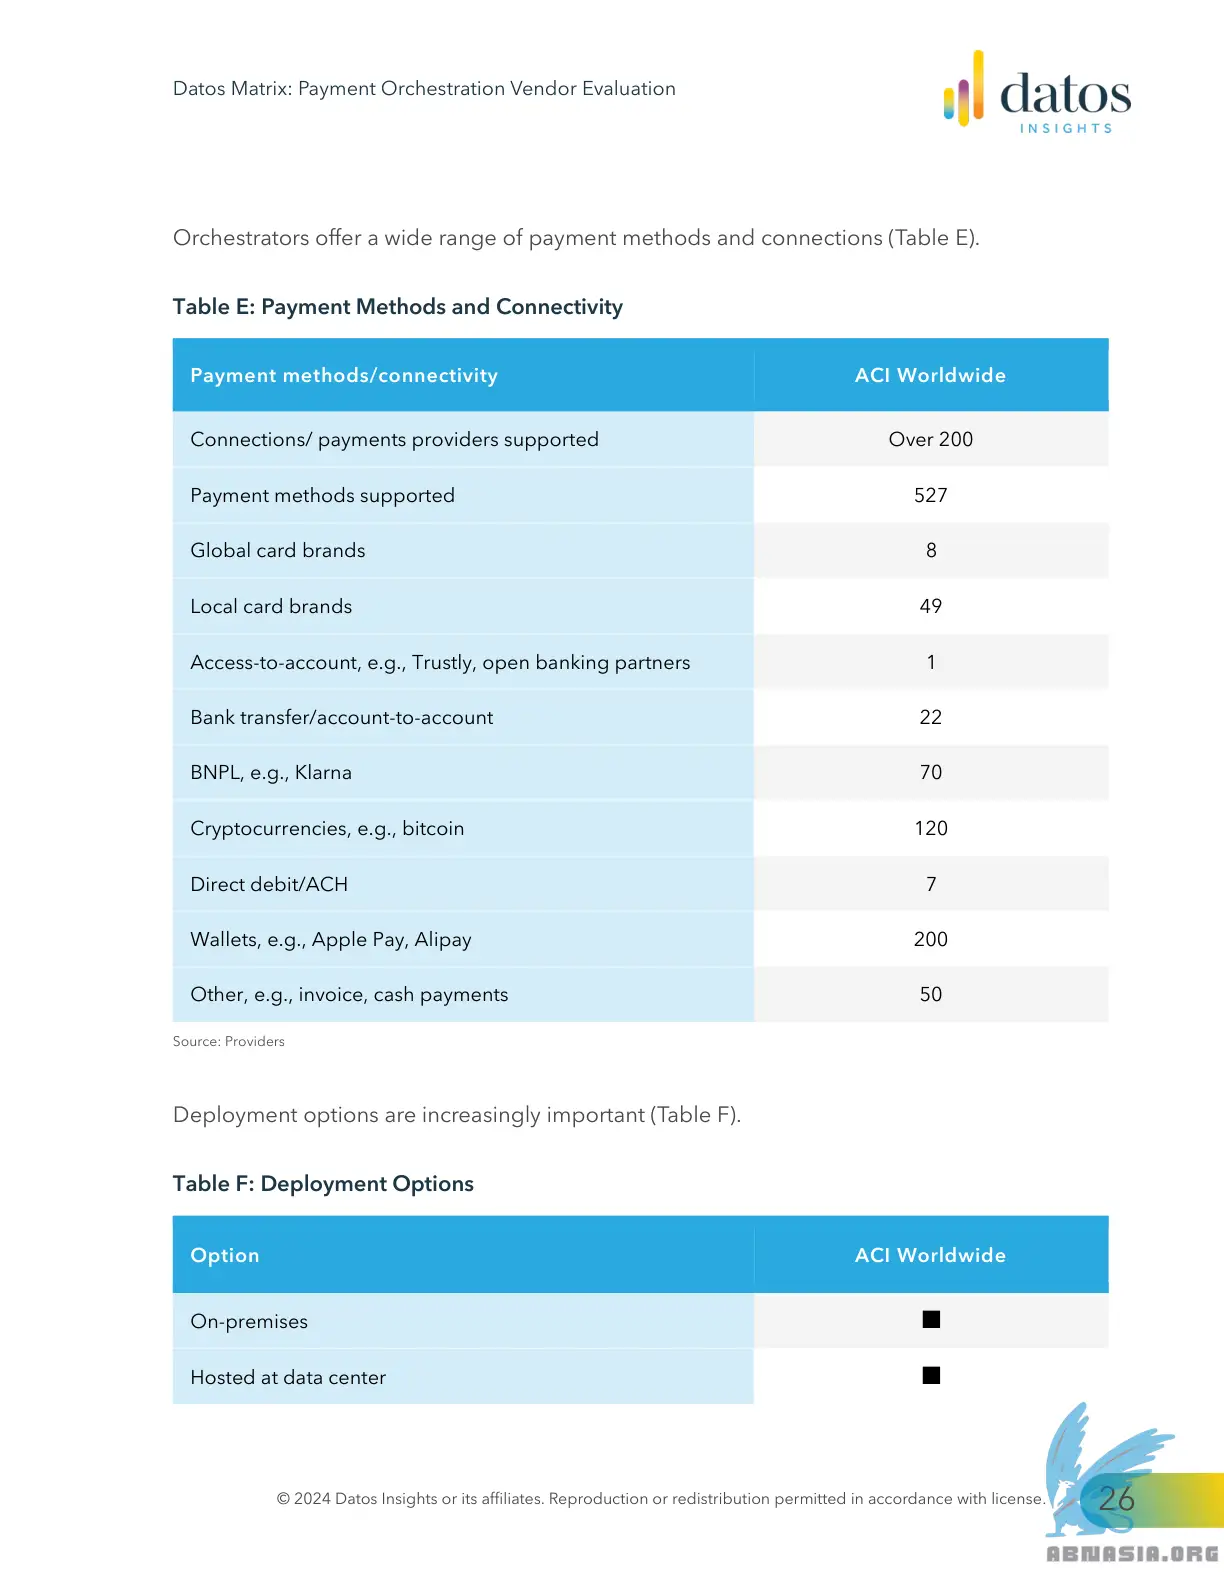 Datos Matrix: Payment Orchestration Vendor Evaluation
datos
INSIGHTS
Orchestrators offer a wide range of payment methods and connections (Table E).
Table E: Payment Methods and Connectivity
Payment methods/connectivity ACI Worldwide
Connections/ payments providers supported Over 200
Payment methods supported 527
Global card brands 8
Local card brands 49
Access-to-account, e.g., Trustly, open banking partners 1
Bank transfer/account-to-account 22
BNPL, e.g., Klarna 70
Cryptocurrencies, e.g., bitcoin 120
Direct debit/ACH 7
Wallets, e.g., Apple Pay, Alipay 200
Other, e.g., invoice, cash payments 50
Source: Providers
Deployment options are increasingly important (Table F).
Table F: Deployment Options
Option ACI Worldwide
On-premises ■
Hosted at data center ■
© 2024 Datos Insights or its affiliates. Reproduction or redistribution permitted in accordance with license. 26
ABNASIA.ORG